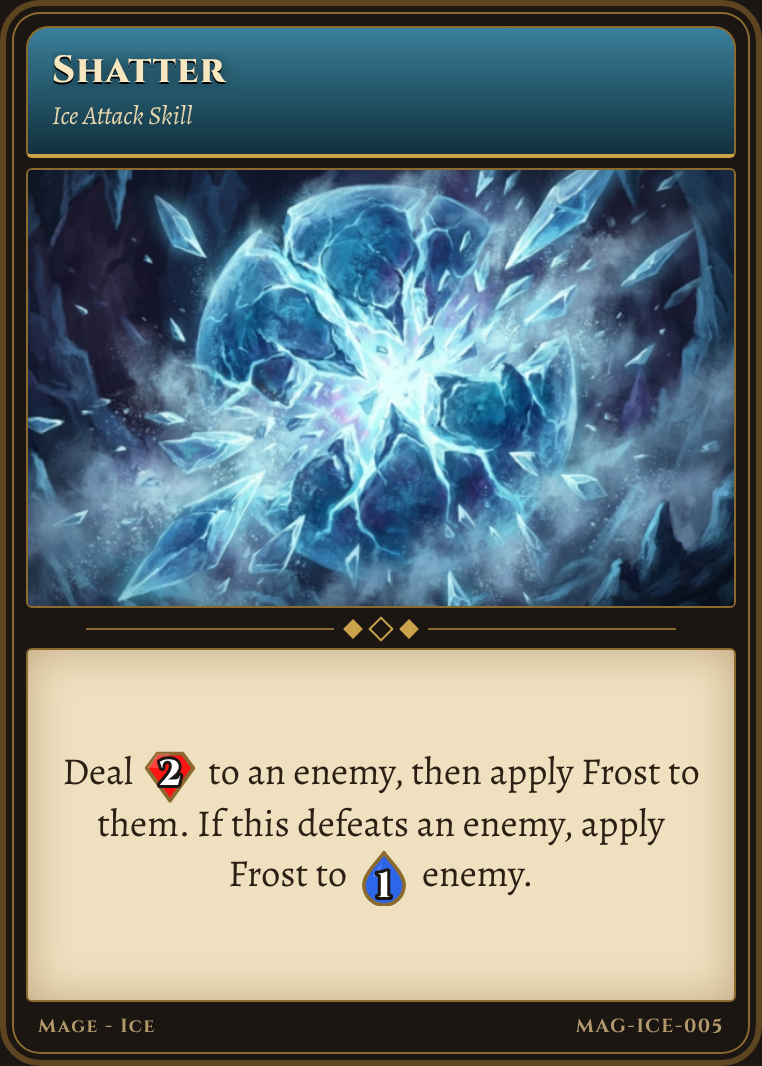 Shatter
Ice Attack Skill
Deal 2 to an enemy, then apply Frost to
them. If this defeats an enemy, apply
Frost to 1 enemy.
Mage - Ice
MAG-ICE-005